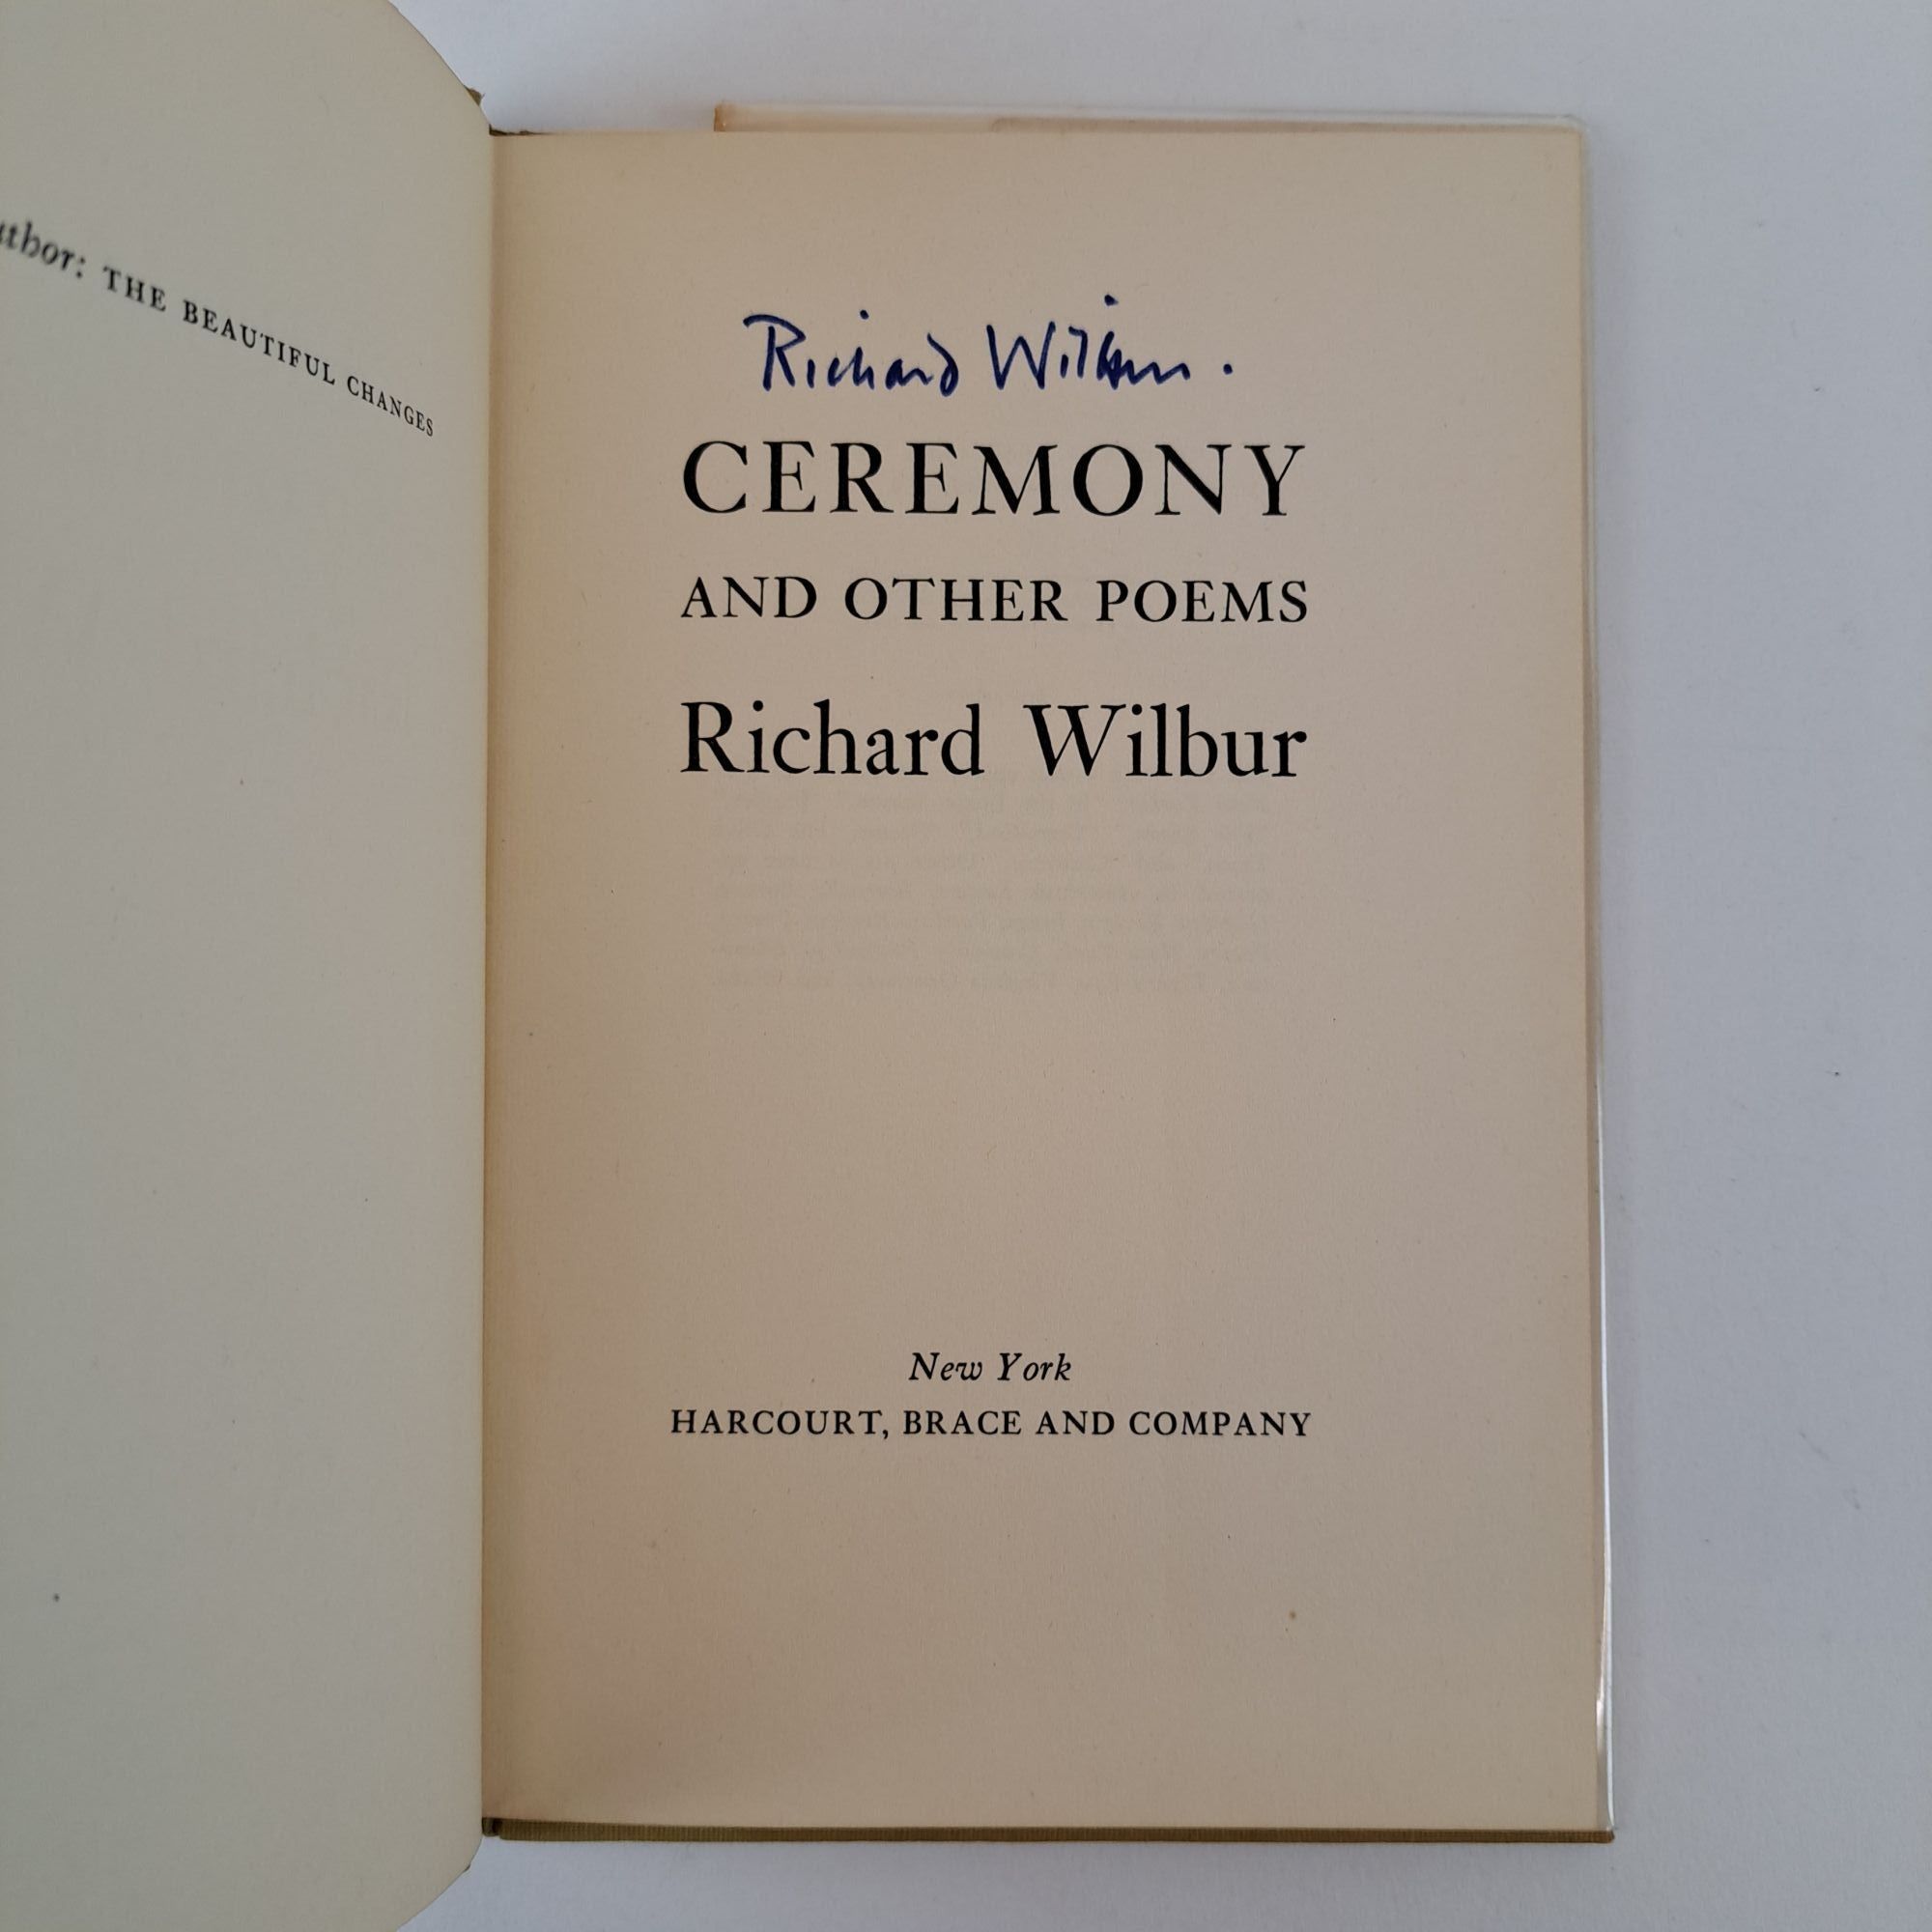 uthor: THE BEAUTIFUL CHANGES
Richard Wilbur.
CEREMONY
AND OTHER POEMS
Richard Wilbur
New York
HARCOURT, BRACE AND COMPANY